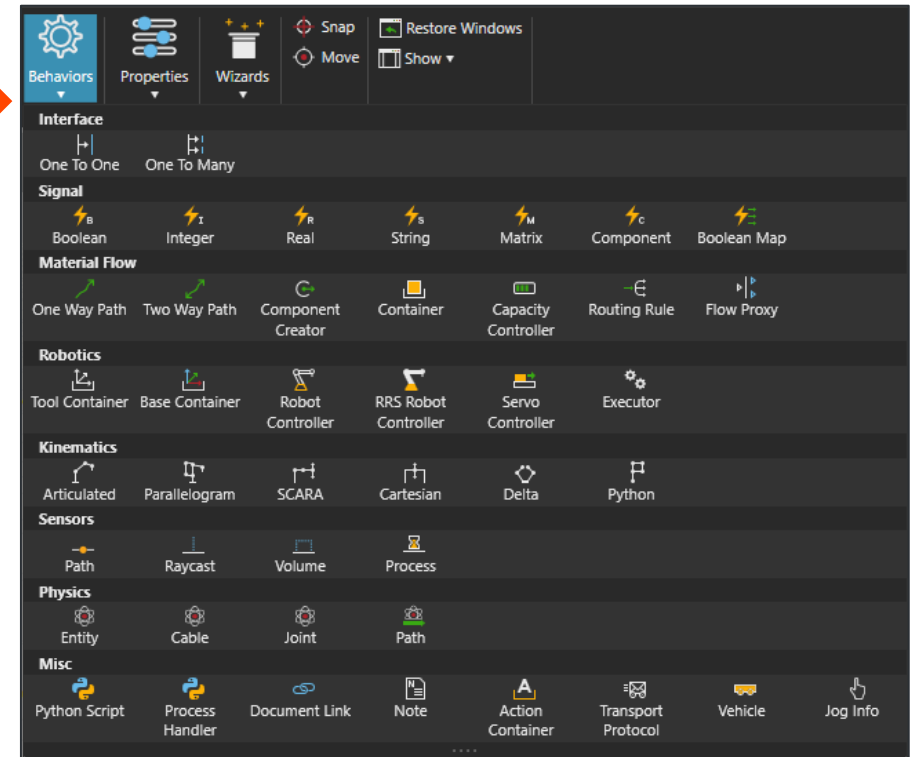 Behaviors Properties Wizards Snap Move Restore Windows Show
Interface
One To One One To Many
Signal
B I R S M C
Boolean Integer Real String Matrix Component Boolean Map
Material Flow
One Way Path Two Way Path Component Creator Container Capacity Controller Routing Rule Flow Proxy
Robotics
Tool Container Base Container Robot Controller RRS Robot Controller Servo Controller Executor
Kinematics
Articulated Parallelogram SCARA Cartesian Delta Python
Sensors
Path Raycast Volume Process
Physics
Entity Cable Joint Path
Misc
N A
Python Script Process Handler Document Link Note Action Container Transport Protocol Vehicle Jog Info